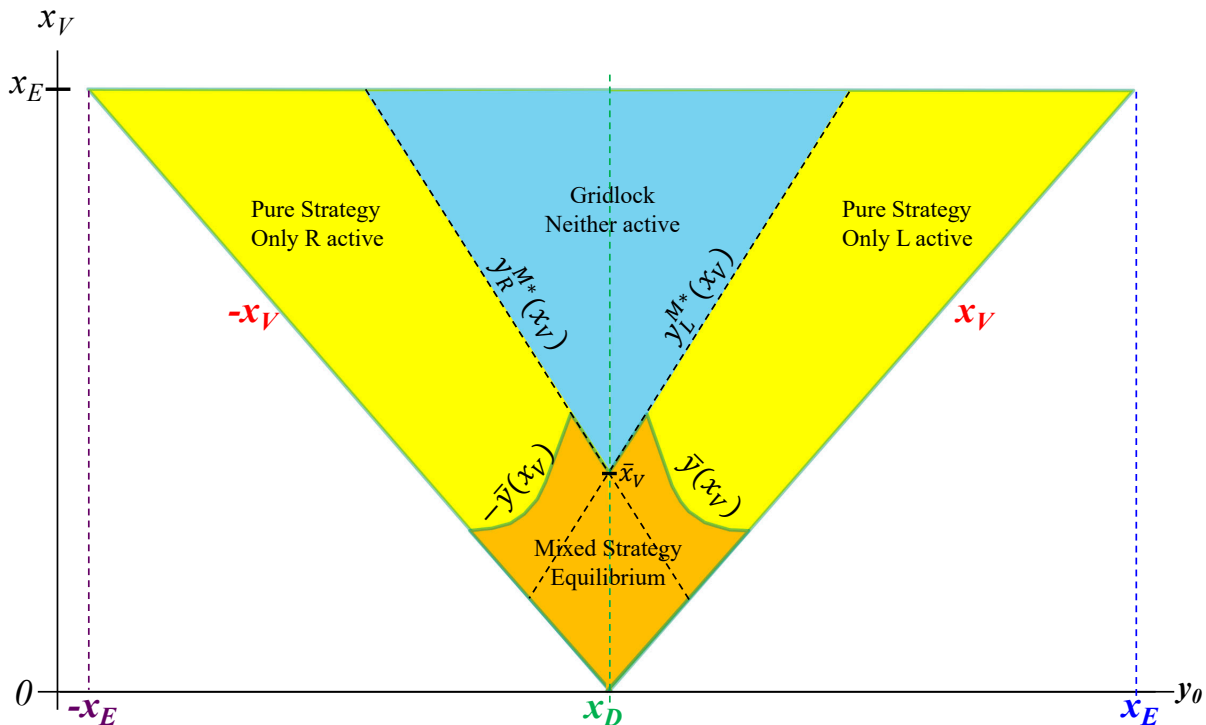 x_V
x_E
Gridlock
Neither active
Pure Strategy
Only R active
Pure Strategy
Only L active
y_R^{M*}(x_V)
y_L^{M*}(x_V)
-x_V
x_V
-ȳ(x_V)
x̄_V
ȳ(x_V)
Mixed Strategy
Equilibrium
0
y_0
-x_E
x_D
x_E